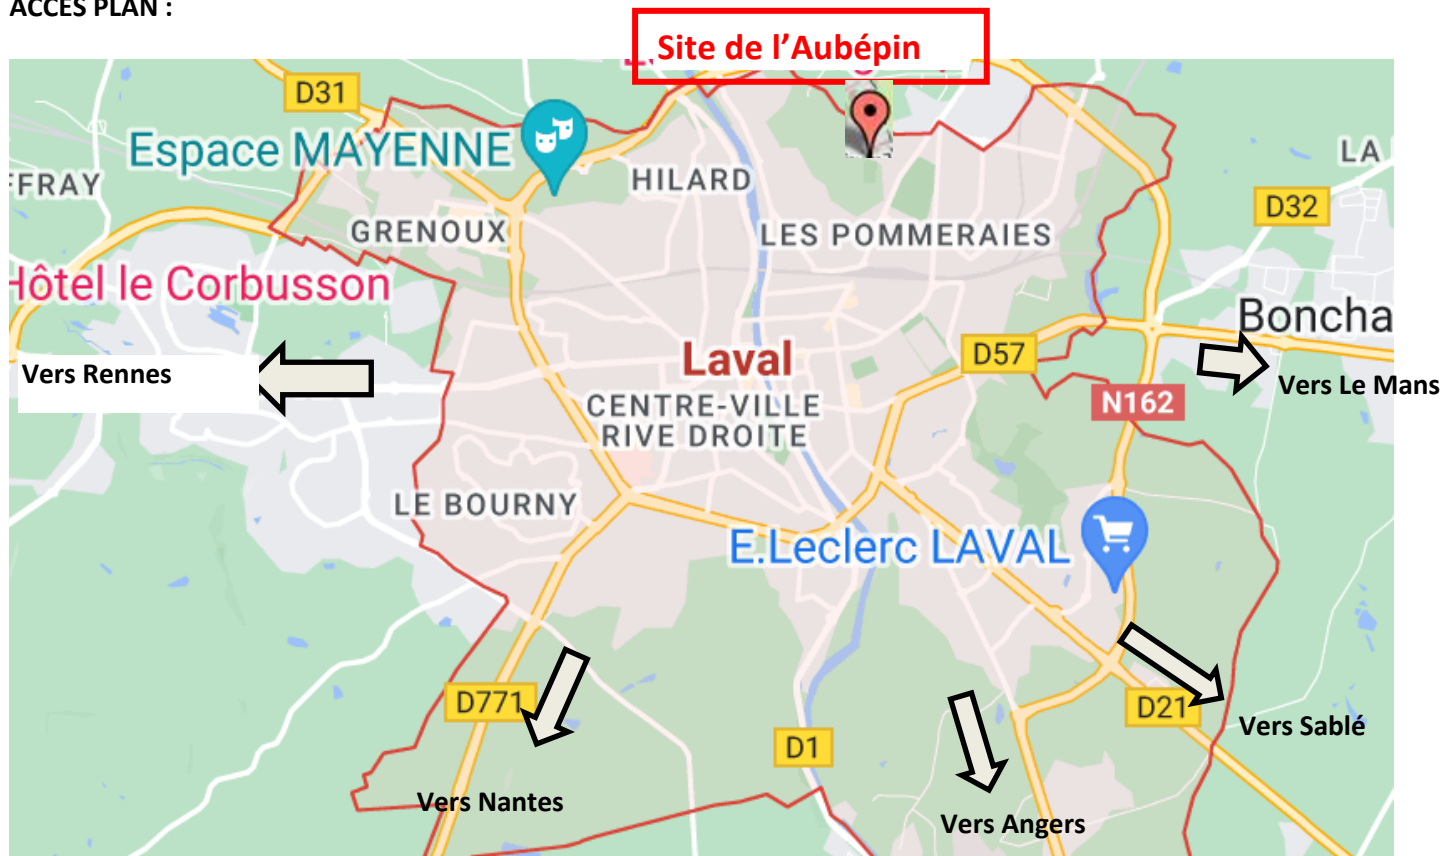 ACCES PLAN :
Site de l’Aubépin
D31
Espace MAYENNE
HILARD
LA
FFRAY
D32
GRENOUX
LES POMMERAIES
Hôtel le Corbusson
Boncha
Laval
D57
Vers Rennes
Vers Le Mans
CENTRE-VILLE
RIVE DROITE
N162
LE BOURNY
E.Leclerc LAVAL
D771
D21
Vers Sablé
D1
Vers Nantes
Vers Angers